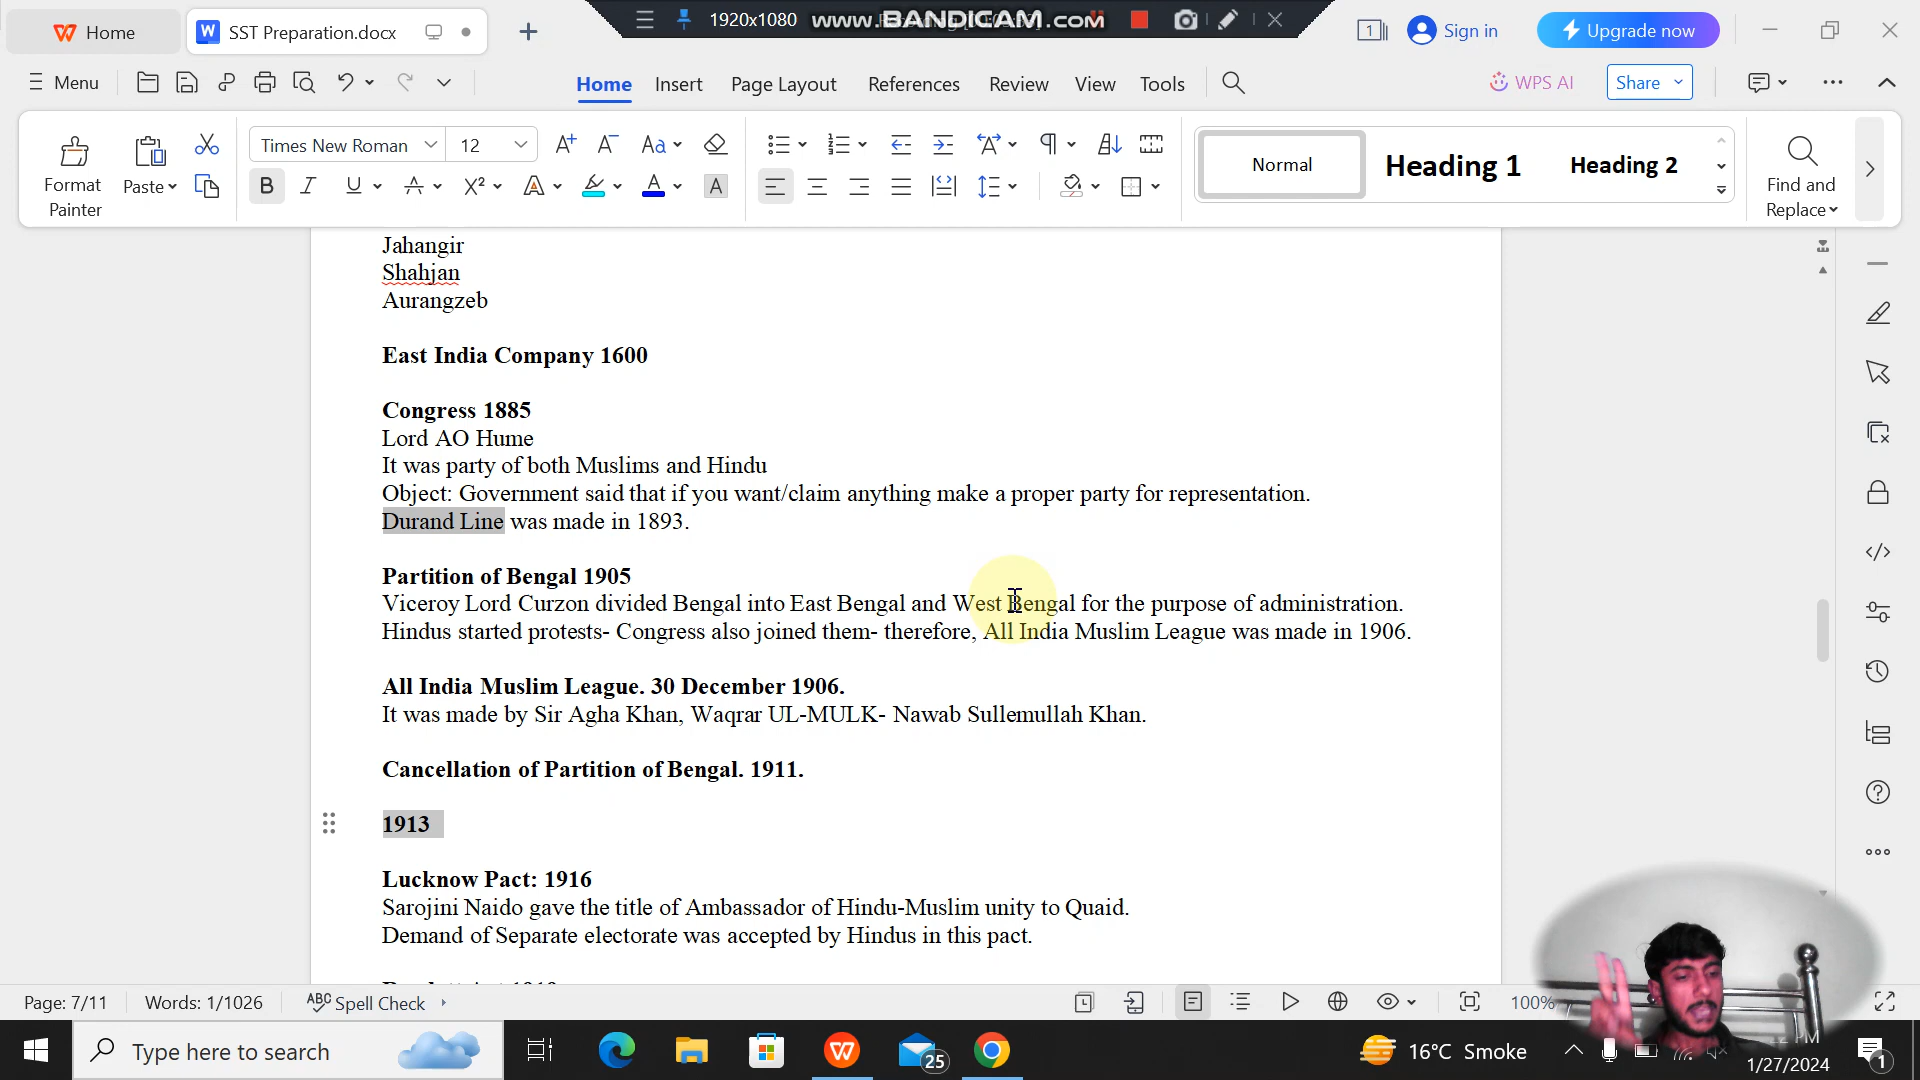 Home
SST Preparation.docx
1920x1080
www.BANDICAM.com
Sign in
Upgrade now
Menu
Home
Insert
Page Layout
References
Review
View
Tools
WPS AI
Share
Format
Painter
Paste
Times New Roman
12
Normal
Heading 1
Heading 2
Find and
Replace
Jahangir
Shahjan
Aurangzeb
East India Company 1600
Congress 1885
Lord AO Hume
It was party of both Muslims and Hindu
Object: Government said that if you want/claim anything make a proper party for representation.
Durand Line was made in 1893.
Partition of Bengal 1905
Viceroy Lord Curzon divided Bengal into East Bengal and West Bengal for the purpose of administration.
Hindus started protests- Congress also joined them- therefore, All India Muslim League was made in 1906.
All India Muslim League. 30 December 1906.
It was made by Sir Agha Khan, Waqrar UL-MULK- Nawab Sullemullah Khan.
Cancellation of Partition of Bengal. 1911.
1913
Lucknow Pact: 1916
Sarojini Naido gave the title of Ambassador of Hindu-Muslim unity to Quaid.
Demand of Separate electorate was accepted by Hindus in this pact.
Page: 7/11
Words: 1/1026
Spell Check
100%
Type here to search
25
16°C Smoke
PM
1/27/2024
1